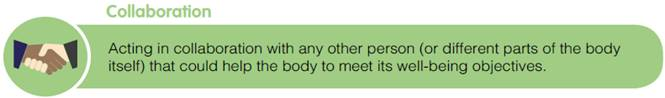 Collaboration
Acting in collaboration with any other person (or different parts of the body
itself) that could help the body to meet its well-being objectives.